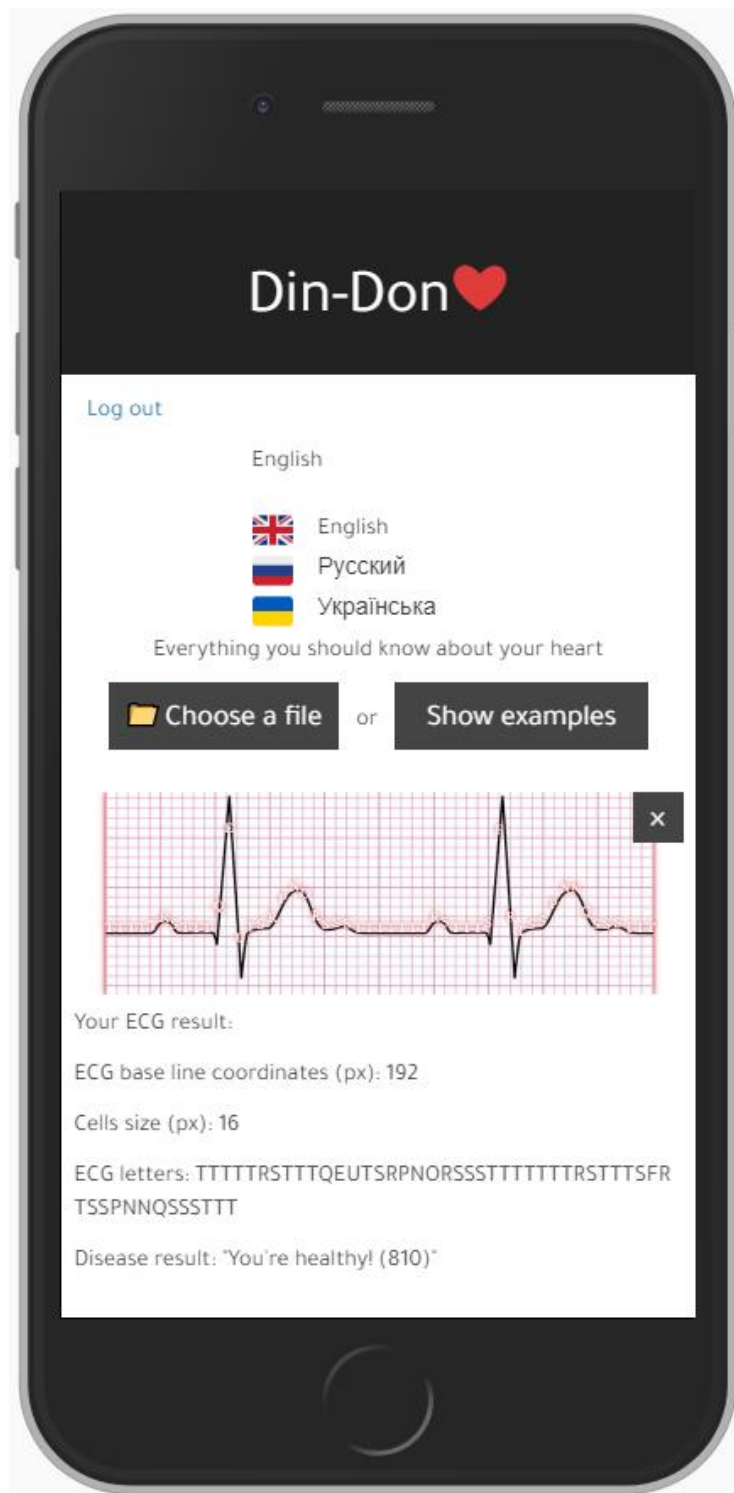 Din-Don
Log out
English
English
Русский
Українська
Everything you should know about your heart
Choose a file or Show examples
x
Your ECG result:
ECG base line coordinates (px): 192
Cells size (px): 16
ECG letters: TTTTTRSTTTQEUTSRPNORSSSTTTTTTTRSTTTSFR
TSSPNNQSSSTTT
Disease result: "You're healthy! (810)"